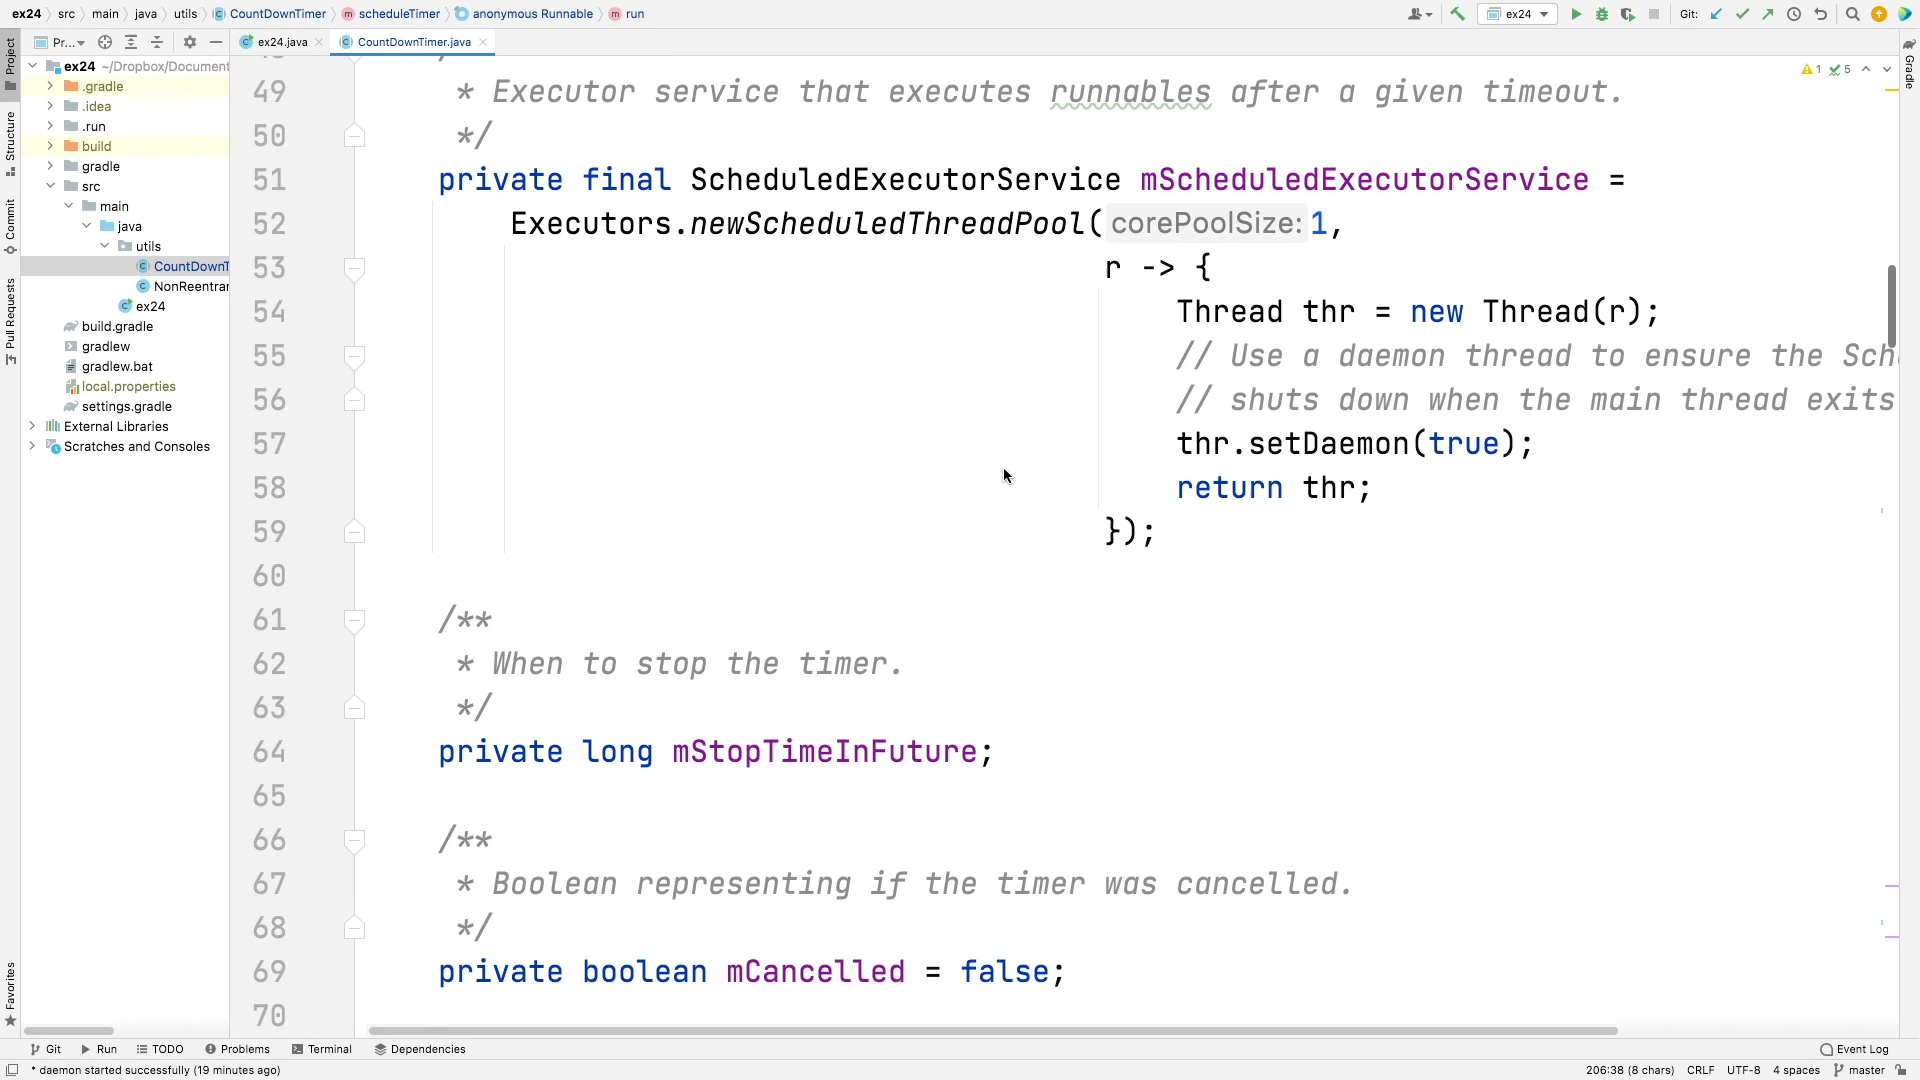 ex24 src main java utils CountDownTimer scheduleTimer anonymous Runnable run
ex24 Git:
Pr... ex24.java CountDownTimer.java
Project
Structure
Commit
Pull Requests
Favorites
Gradle
ex24 ~/Dropbox/Document
.gradle
.idea
.run
build
gradle
src
main
java
utils
CountDownT
NonReentrar
ex24
build.gradle
gradlew
gradlew.bat
local.properties
settings.gradle
External Libraries
Scratches and Consoles
1 5
49 * Executor service that executes runnables after a given timeout.
50 */
51 private final ScheduledExecutorService mScheduledExecutorService =
52 Executors.newScheduledThreadPool( corePoolSize: 1,
53 r -> {
54 Thread thr = new Thread(r);
55 // Use a daemon thread to ensure the Sch
56 // shuts down when the main thread exits
57 thr.setDaemon(true);
58 return thr;
59 });
60
61 /**
62 * When to stop the timer.
63 */
64 private long mStopTimeInFuture;
65
66 /**
67 * Boolean representing if the timer was cancelled.
68 */
69 private boolean mCancelled = false;
70
Git Run TODO Problems Terminal Dependencies Event Log
* daemon started successfully (19 minutes ago) 206:38 (8 chars) CRLF UTF-8 4 spaces master